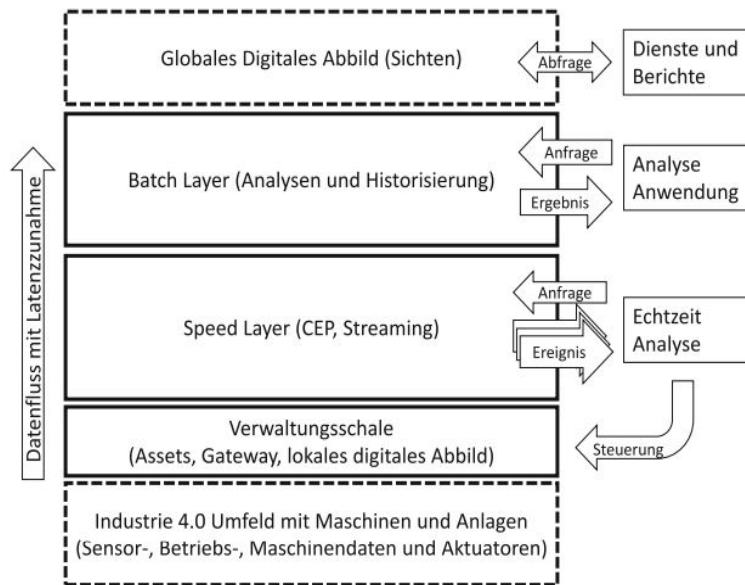 Globales Digitales Abbild (Sichten)
Abfrage
Dienste und
Berichte
Batch Layer (Analysen und Historisierung)
Anfrage
Ergebnis
Analyse
Anwendung
Speed Layer (CEP, Streaming)
Anfrage
Ereignis
Echtzeit
Analyse
Verwaltungsschale
(Assets, Gateway, lokales digitales Abbild)
Steuerung
Industrie 4.0 Umfeld mit Maschinen und Anlagen
(Sensor-, Betriebs-, Maschinendaten und Aktuatoren)
Datenfluss mit Latenzzunahme